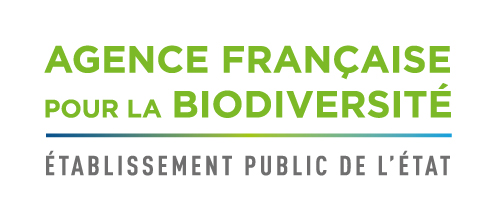 AGENCE FRANÇAISE
POUR LA BIODIVERSITÉ
ÉTABLISSEMENT PUBLIC DE L'ÉTAT